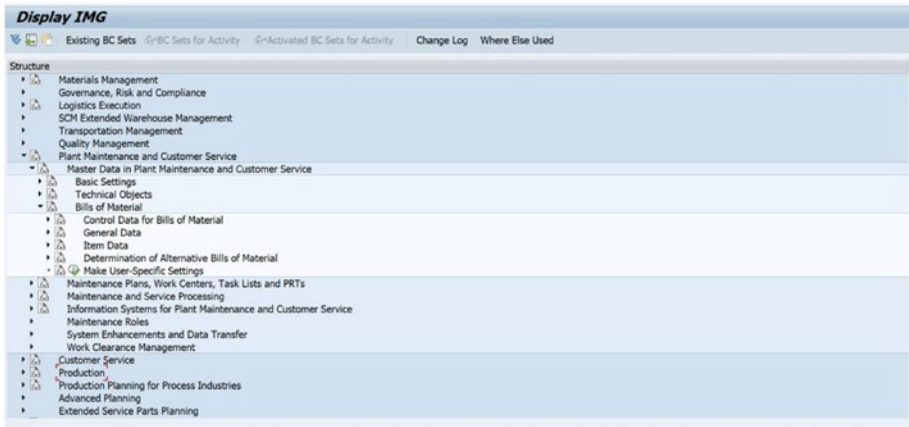 Display IMG
Existing BC Sets BC Sets for Activity Activated BC Sets for Activity Change Log Where Else Used
Structure
Materials Management
Governance, Risk and Compliance
Logistics Execution
SCM Extended Warehouse Management
Transportation Management
Quality Management
Plant Maintenance and Customer Service
Master Data in Plant Maintenance and Customer Service
Basic Settings
Technical Objects
Bills of Material
Control Data for Bills of Material
General Data
Item Data
Determination of Alternative Bills of Material
Make User-Specific Settings
Maintenance Plans, Work Centers, Task Lists and PRTs
Maintenance and Service Processing
Information Systems for Plant Maintenance and Customer Service
Maintenance Roles
System Enhancements and Data Transfer
Work Clearance Management
Customer Service
Production
Production Planning for Process Industries
Advanced Planning
Extended Service Parts Planning